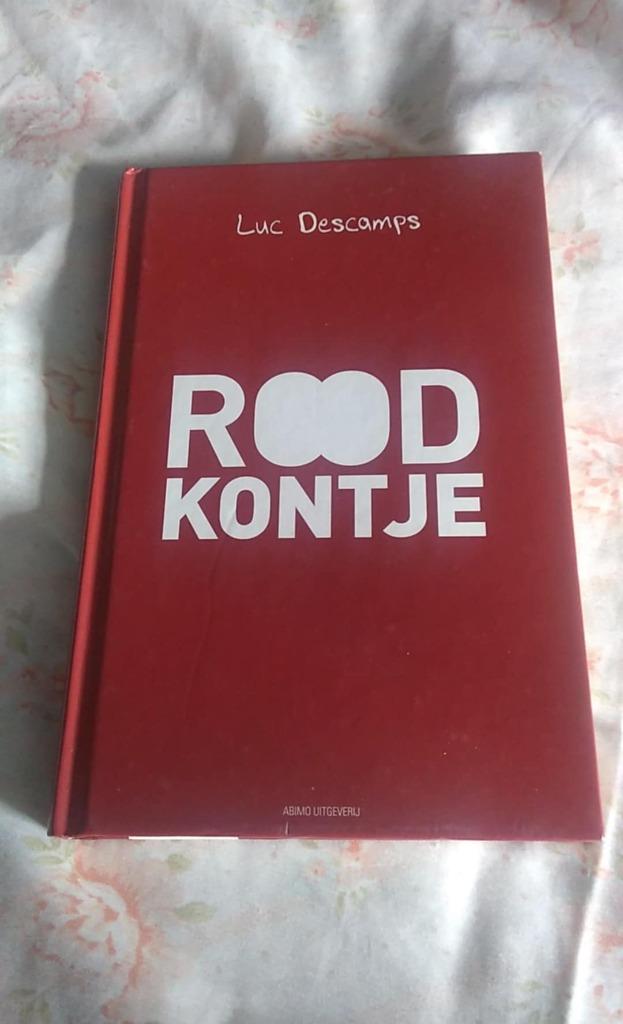 Luc Descamps
ROOD
KONTJE
ABIMO UITGEVERIJ